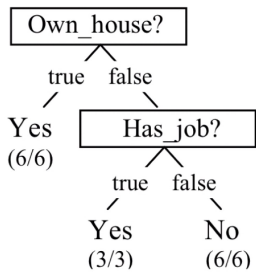 Own_house?
true false
Yes
(6/6)
Has_job?
true false
Yes No
(3/3) (6/6)